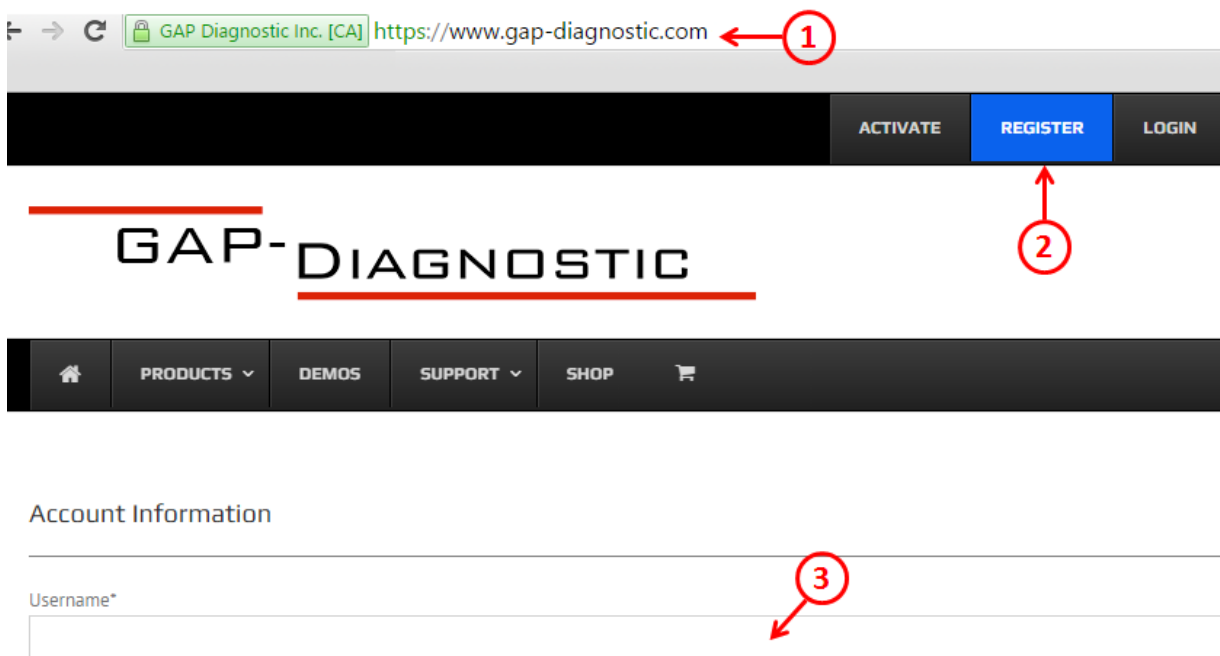 GAP Diagnostic Inc. [CA] https://www.gap-diagnostic.com 1
ACTIVATE REGISTER LOGIN
2
GAP-DIAGNOSTIC
PRODUCTS DEMOS SUPPORT SHOP
Account Information
3
Username*